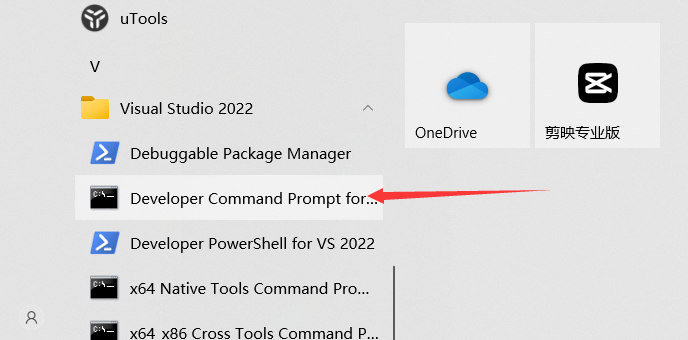 uTools
V
Visual Studio 2022
Debuggable Package Manager
Developer Command Prompt for...
Developer PowerShell for VS 2022
x64 Native Tools Command Pro...
x64_x86 Cross Tools Command P...
OneDrive
剪映专业版